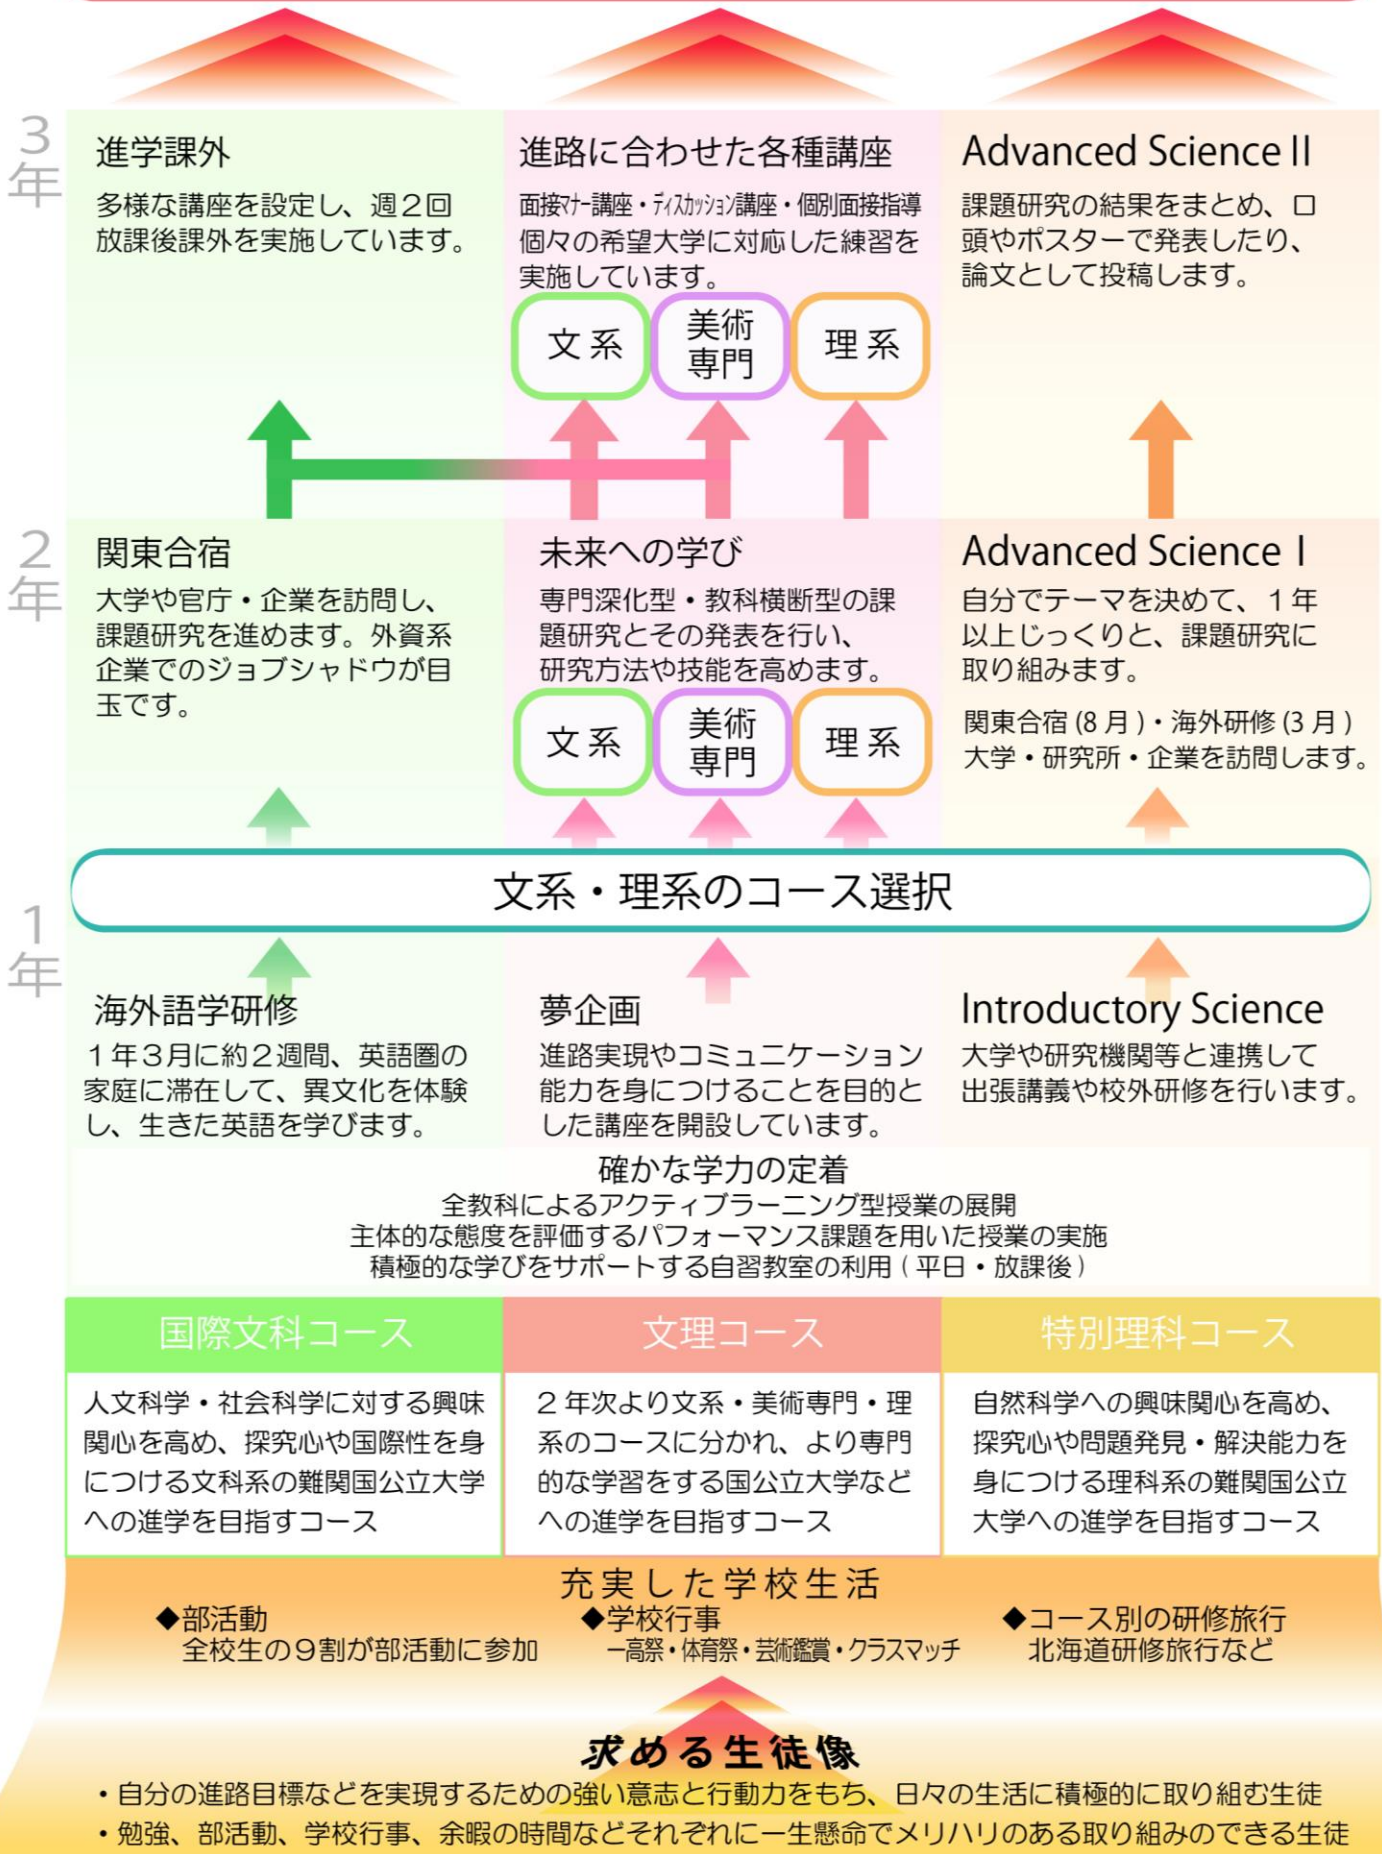 3年
進学課外
多様な講座を設定し、週２回
放課後課外を実施しています。
進路に合わせた各種講座
面接マナー講座・ディスカッション講座・個別面接指導
個々の希望大学に対応した練習を
実施しています。
文系
美術
専門
理系
Advanced Science II
課題研究の結果をまとめ、口
頭やポスターで発表したり、
論文として投稿します。
2年
関東合宿
大学や官庁・企業を訪問し、
課題研究を進めます。外資系
企業でのジョブシャドウが目
玉です。
未来への学び
専門深化型・教科横断型の課
題研究とその発表を行い、
研究方法や技能を高めます。
文系
美術
専門
理系
Advanced Science I
自分でテーマを決めて、１年
以上じっくりと、課題研究に
取り組みます。
関東合宿(8月)・海外研修(3月)
大学・研究所・企業を訪問します。
文系・理系のコース選択
1年
海外語学研修
１年３月に約２週間、英語圏の
家庭に滞在して、異文化を体験
し、生きた英語を学びます。
夢企画
進路実現やコミュニケーション
能力を身につけることを目的と
した講座を開設しています。
Introductory Science
大学や研究機関等と連携して
出張講義や校外研修を行います。
確かな学力の定着
全教科によるアクティブラーニング型授業の展開
主体的な態度を評価するパフォーマンス課題を用いた授業の実施
積極的な学びをサポートする自習教室の利用(平日・放課後)
国際文科コース
人文科学・社会科学に対する興味
関心を高め、探究心や国際性を身
につける文科系の難関国公立大学
への進学を目指すコース
文理コース
2年次より文系・美術専門・理
系のコースに分かれ、より専門
的な学習をする国公立大学など
への進学を目指すコース
特別理科コース
自然科学への興味関心を高め、
探究心や問題発見・解決能力を
身につける理科系の難関国公立
大学への進学を目指すコース
充実した学校生活
◆部活動
全校生の９割が部活動に参加
◆学校行事
一高祭・体育祭・芸術鑑賞・クラスマッチ
◆コース別の研修旅行
北海道研修旅行など
求める生徒像
・自分の進路目標などを実現するための強い意志と行動力をもち、日々の生活に積極的に取り組む生徒
・勉強、部活動、学校行事、余暇の時間などそれぞれに一生懸命でメリハリのある取り組みのできる生徒